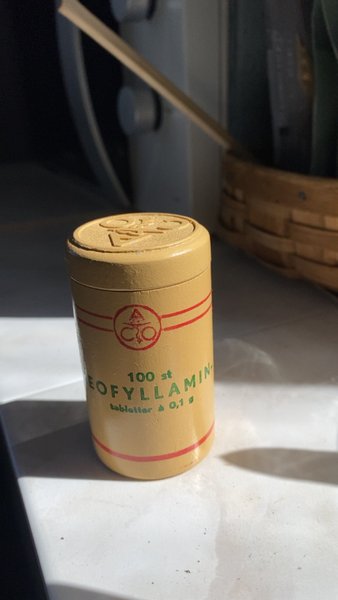 ACO
100 st
EOFYLLAMIN
tabletter à 0,1 g